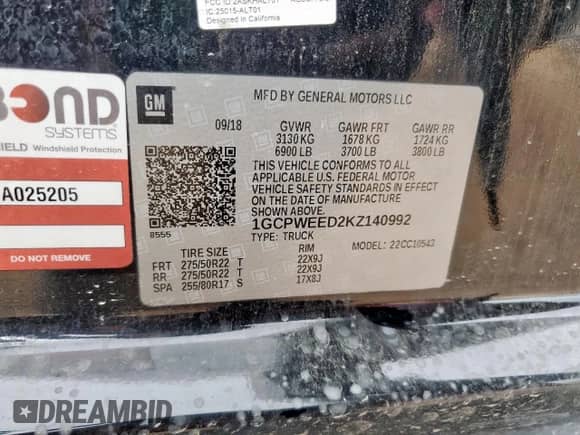 IC:25015-ALT01
Designed in California
BOND
SYSTEMS
IELD Windshield Protection
A025205
DO NOT REMOVE
GM
MFD BY GENERAL MOTORS LLC
09/18 GVWR GAWR FRT GAWR RR
3130 KG 1678 KG 1724 KG
6900 LB 3700 LB 3800 LB
THIS VEHICLE CONFORMS TO ALL
APPLICABLE U.S. FEDERAL MOTOR
VEHICLE SAFETY STANDARDS IN EFFECT
ON THE DATE OF MANUFACTURE
SHOWN ABOVE.
8555
1GCPWEED2KZ140992
TYPE: TRUCK MODEL: 22CC10543
TIRE SIZE RIM
FRT 275/50R22 T 22X9J
RR 275/50R22 T 22X9J
SPA 255/80R17 S 17X8J
DREAMBID